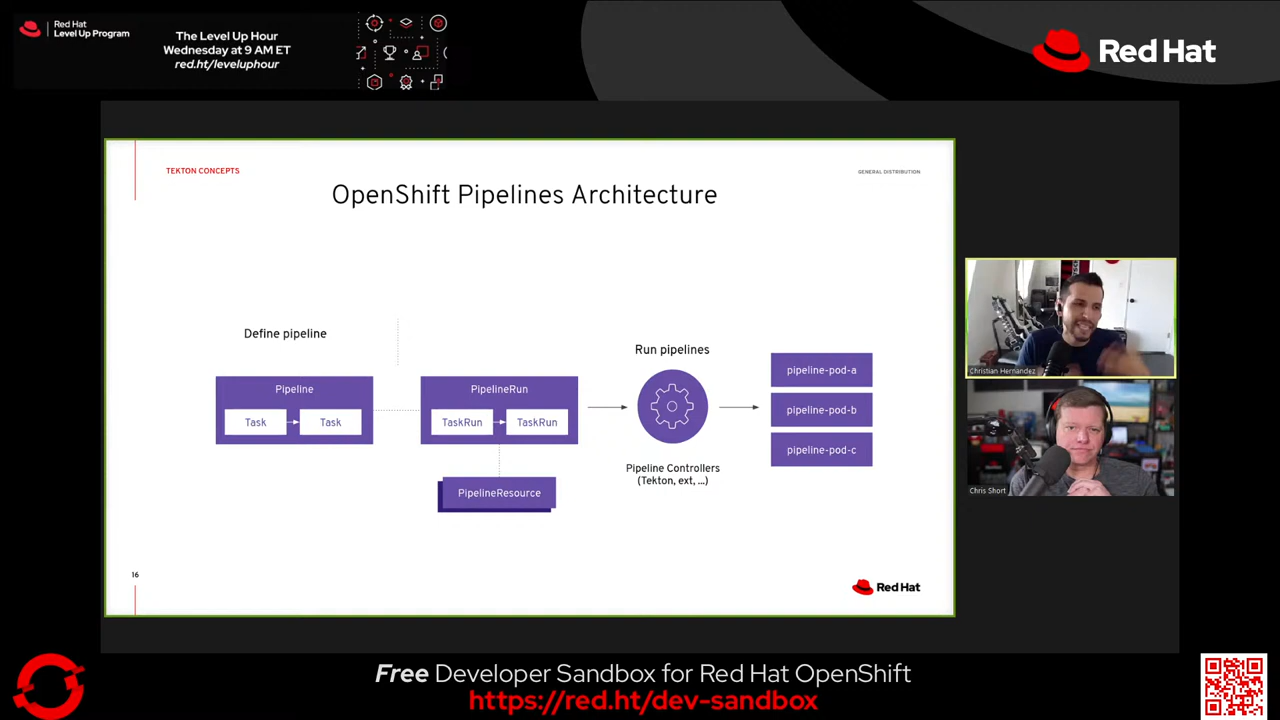 Red Hat
Level Up Program
The Level Up Hour
Wednesday at 9 AM ET
red.ht/leveluphour
Red Hat
TEKTON CONCEPTS
GENERAL DISTRIBUTION
OpenShift Pipelines Architecture
Define pipeline
Run pipelines
Pipeline
Task
Task
PipelineRun
TaskRun
TaskRun
PipelineResource
Pipeline Controllers
(Tekton, ext, ...)
pipeline-pod-a
pipeline-pod-b
pipeline-pod-c
16
Red Hat
Christian Hernandez
Chris Short
Free Developer Sandbox for Red Hat OpenShift
https://red.ht/dev-sandbox